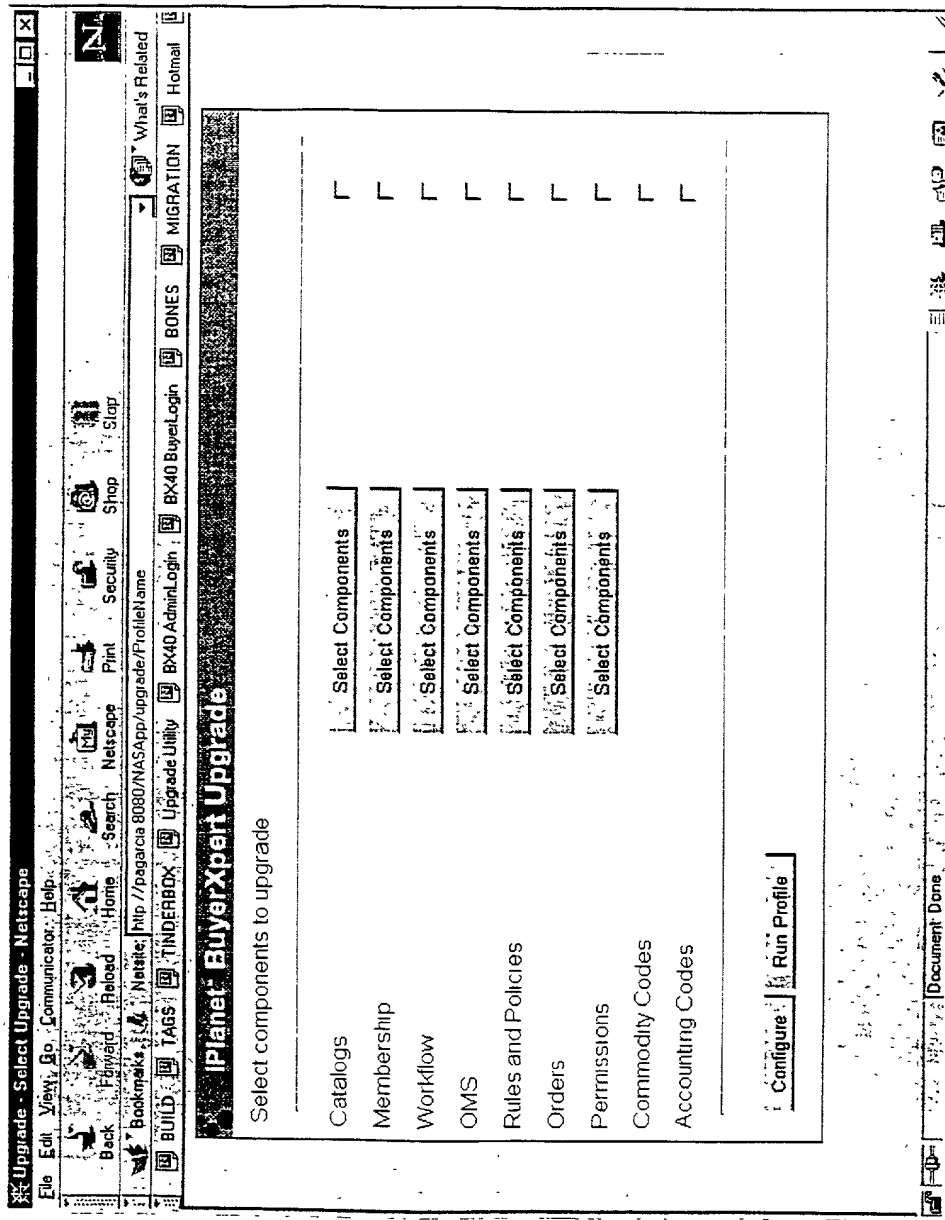 Upgrade - Select Upgrade - Netscape
File Edit View Go Communicator Help
Back Forward Reload Home Search Netscape Print Security Shop Stop
Bookmarks Netsite: http://pagarcia 8080/NASApp/upgrade/ProfileName What's Related
BUILD TAGS TINDERBOX Upgrade Utility BX40 AdminLogin BX40 BuyerLogin BONES MIGRATION Hotmail
iPlanet BuyerXpert Upgrade
Select components to upgrade
Catalogs Select Components
Membership Select Components
Workflow Select Components
OMS Select Components
Rules and Policies Select Components
Orders Select Components
Permissions Select Components
Commodity Codes
Accounting Codes
Configure Run Profile
Document Done